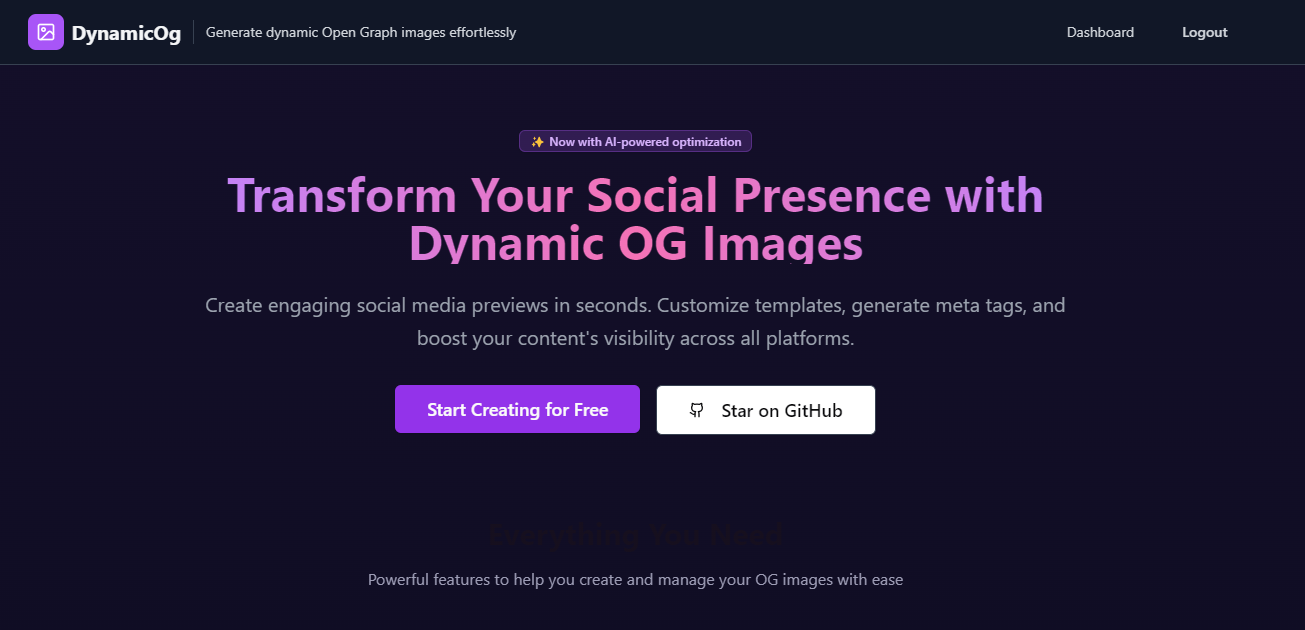 DynamicOg
Generate dynamic Open Graph images effortlessly
Dashboard
Logout
✨ Now with AI-powered optimization
Transform Your Social Presence with
Dynamic OG Images
Create engaging social media previews in seconds. Customize templates, generate meta tags, and
boost your content's visibility across all platforms.
Start Creating for Free
Star on GitHub
Everything You Need
Powerful features to help you create and manage your OG images with ease